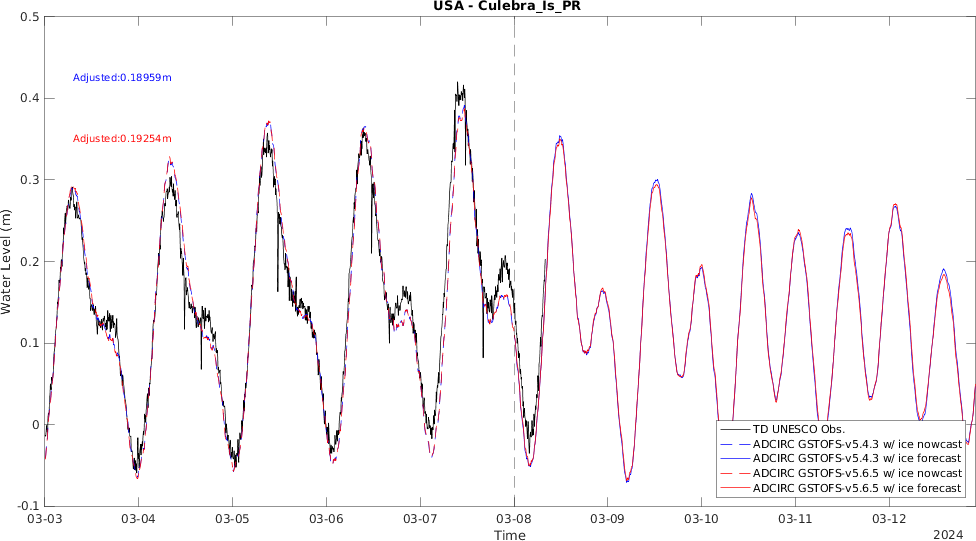 USA - Culebra_Is_PR
0.5
Adjusted:0.18959m
0.4
Adjusted:0.19254m
0.3
Water Level (m)
0.2
0.1
0
-0.1
TD UNESCO Obs.
ADCIRC GSTOFS-v5.4.3 w/ ice nowcast
ADCIRC GSTOFS-v5.4.3 w/ ice forecast
ADCIRC GSTOFS-v5.6.5 w/ ice nowcast
ADCIRC GSTOFS-v5.6.5 w/ ice forecast
03-03 03-04 03-05 03-06 03-07 03-08 03-09 03-10 03-11 03-12
Time
2024